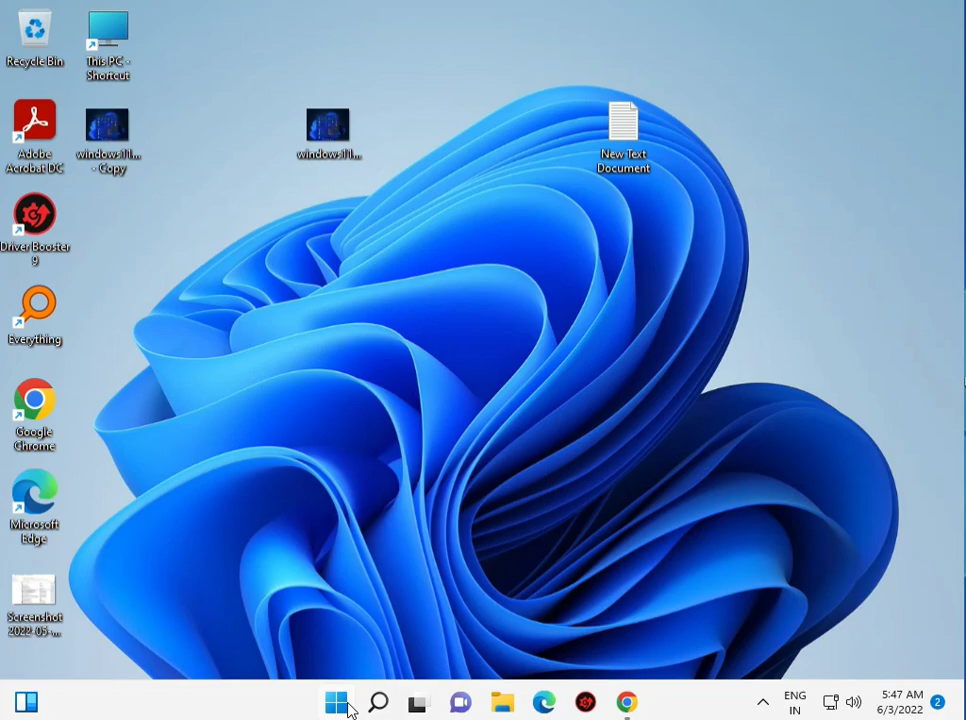 Recycle Bin
This PC -
Shortcut
Adobe
Acrobat DC
windows11...
- Copy
windows11...
New Text
Document
Driver Booster
9
Everything
Google
Chrome
Microsoft
Edge
Screenshot
2022-05-...
ENG
IN
5:47 AM
6/3/2022
2